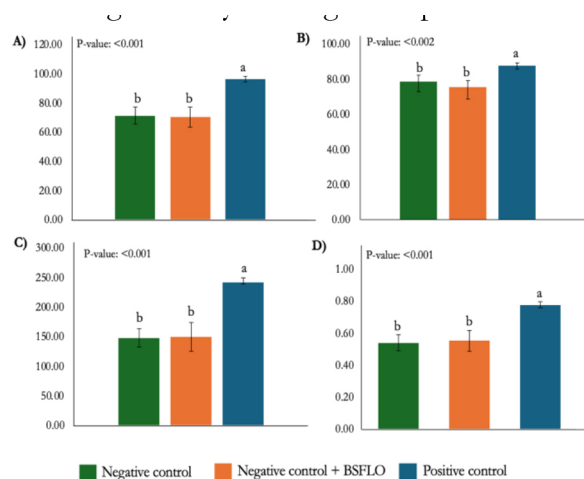 A)
P-value: <0.001
120.00
100.00
80.00
60.00
40.00
20.00
0.00
b
b
a
B)
P-value: <0.002
100.00
80.00
60.00
40.00
20.00
0.00
b
b
a
C)
P-value: <0.001
300.00
250.00
200.00
150.00
100.00
50.00
0.00
b
b
a
D)
P-value: <0.001
1.00
0.80
0.60
0.40
0.20
0.00
b
b
a
Negative control
Negative control + BSFLO
Positive control